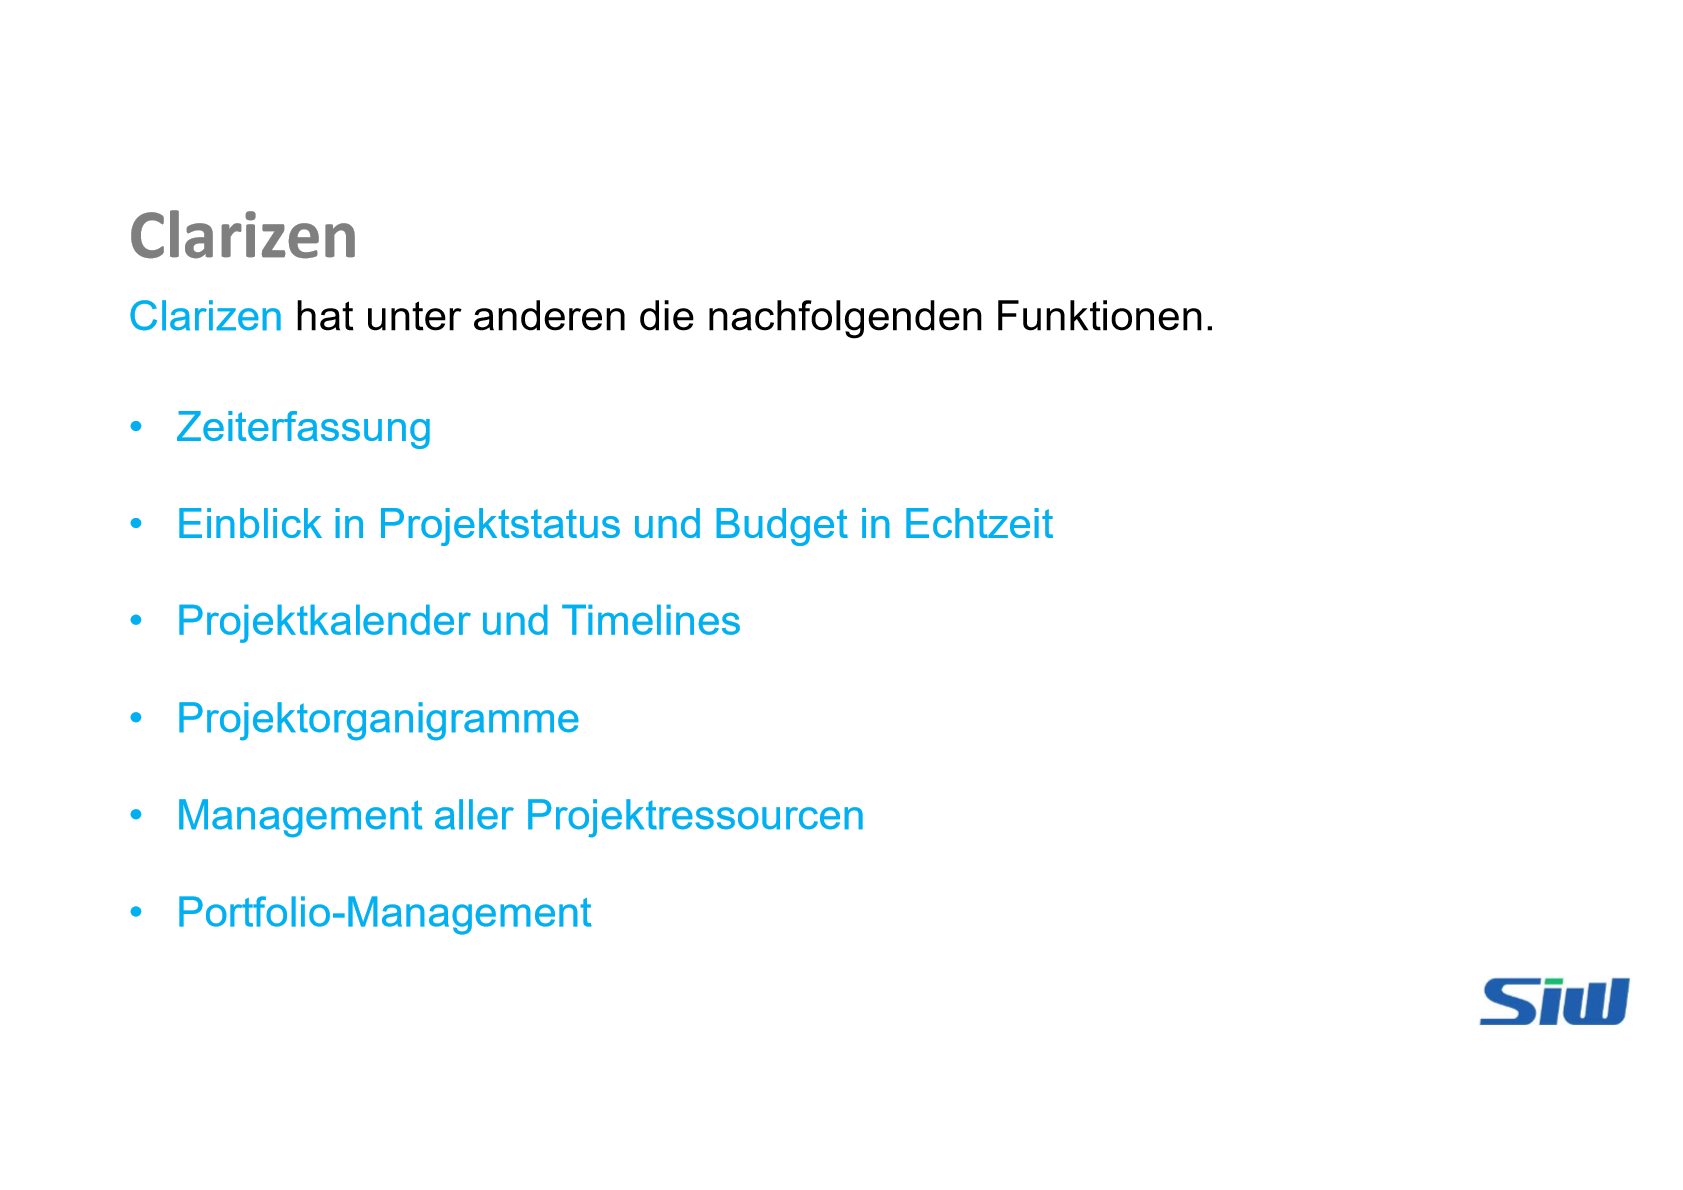 Clarizen
Clarizen hat unter anderen die nachfolgenden Funktionen.
• Zeiterfassung
• Einblick in Projektstatus und Budget in Echtzeit
• Projektkalender und Timelines
• Projektorganigramme
• Management aller Projektressourcen
• Portfolio-Management
Siw